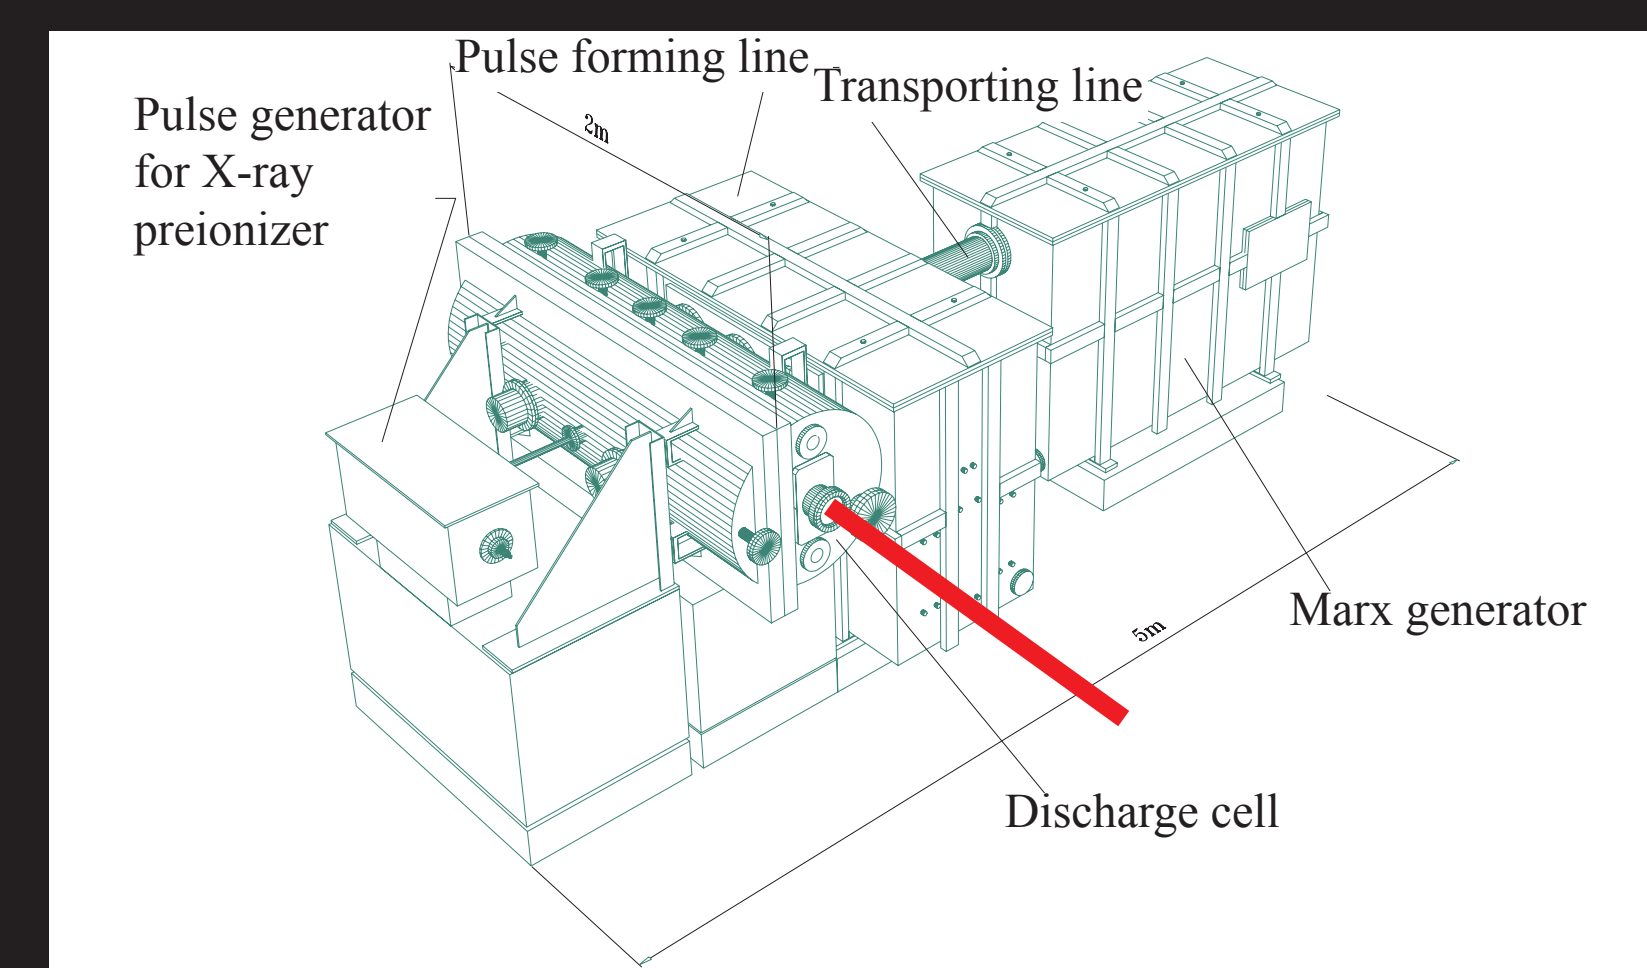 Pulse forming line
Transporting line
Pulse generator
for X-ray
preionizer
2m
Marx generator
5m
Discharge cell